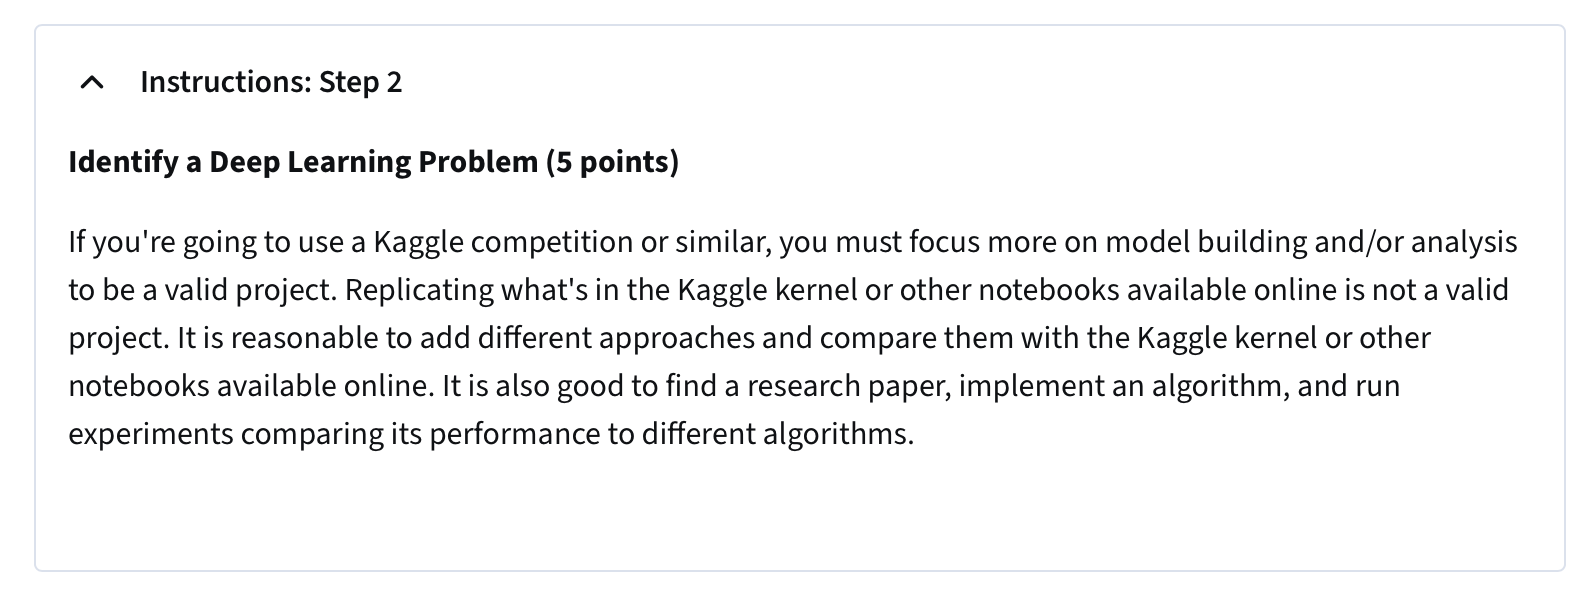 Instructions: Step 2
Identify a Deep Learning Problem (5 points)
If you're going to use a Kaggle competition or similar, you must focus more on model building and/or analysis
to be a valid project. Replicating what's in the Kaggle kernel or other notebooks available online is not a valid
project. It is reasonable to add different approaches and compare them with the Kaggle kernel or other
notebooks available online. It is also good to find a research paper, implement an algorithm, and run
experiments comparing its performance to different algorithms.